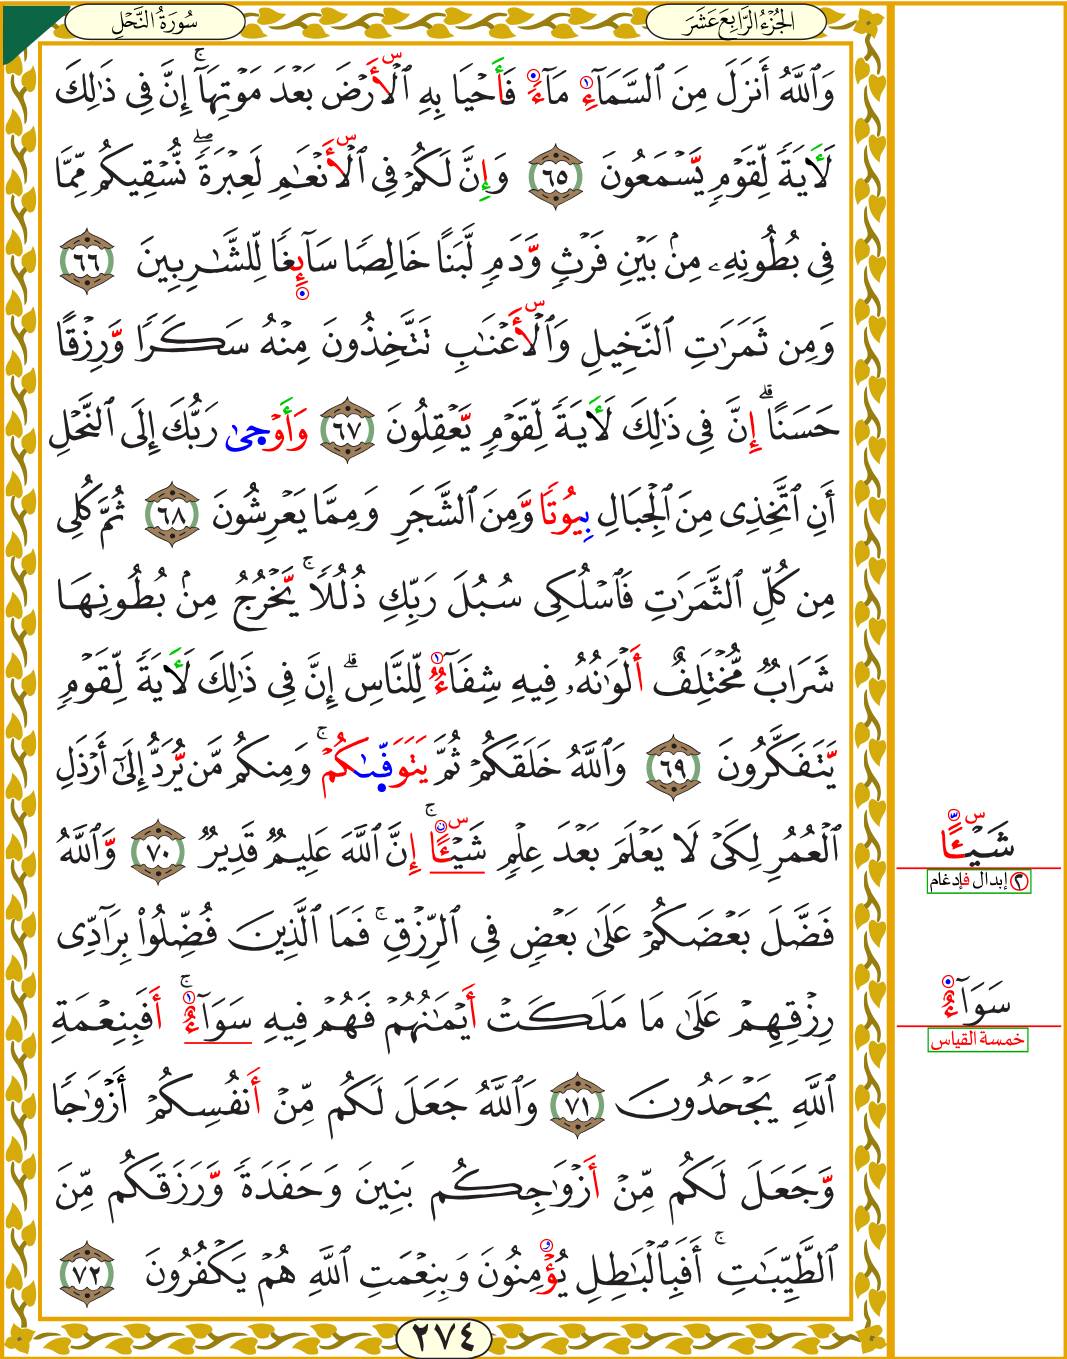 الجُزْءُ الرَّابِعَ عَشَرَ
سُورَةُ النَّحْلِ
وَٱللَّهُ أَنزَلَ مِنَ ٱلسَّمَآءِ مَآءً فَأَحْيَا بِهِ ٱلْأَرْضَ بَعْدَ مَوْتِهَآ ۚ إِنَّ فِى ذَٰلِكَ
لَأٓيَةً لِّقَوْمٍ يَسْمَعُونَ ٦٥ وَإِنَّ لَكُمْ فِى ٱلْأَنْعَٰمِ لَعِبْرَةً ۖ نُّسْقِيكُم مِّمَّا
فِى بُطُونِهِۦ مِنۢ بَيْنِ فَرْثٍ وَدَمٍ لَّبَنًا خَالِصًا سَآئِغًا لِّلشَّٰرِبِينَ ٦٦
وَمِن ثَمَرَٰتِ ٱلنَّخِيلِ وَٱلْأَعْنَٰبِ تَتَّخِذُونَ مِنْهُ سَكَرًا وَرِزْقًا
حَسَنًا ۗ إِنَّ فِى ذَٰلِكَ لَأٓيَةً لِّقَوْمٍ يَعْقِلُونَ ٦٧ وَأَوْحَىٰ رَبُّكَ إِلَى ٱلنَّحْلِ
أَنِ ٱتَّخِذِى مِنَ ٱلْجِبَالِ بِيُوتًا وَمِنَ ٱلشَّجَرِ وَمِمَّا يَعْرِشُونَ ٦٨ ثُمَّ كُلِى
مِن كُلِّ ٱلثَّمَرَٰتِ فَٱسْلُكِى سُبُلَ رَبِّكِ ذُلُلًا ۚ يَخْرُجُ مِنۢ بُطُونِهَا
شَرَابٌ مُّخْتَلِفٌ أَلْوَٰنُهُۥ فِيهِ شِفَآءٌ لِّلنَّاسِ ۗ إِنَّ فِى ذَٰلِكَ لَأٓيَةً لِّقَوْمٍ
يَتَفَكَّرُونَ ٦٩ وَٱللَّهُ خَلَقَكُمْ ثُمَّ يَتَوَفَّىٰكُمْ ۚ وَمِنكُم مَّن يُرَدُّ إِلَىٰٓ أَرْذَلِ
ٱلْعُمُرِ لِكَىْ لَا يَعْلَمَ بَعْدَ عِلْمٍ شَيْـًٔا ۚ إِنَّ ٱللَّهَ عَلِيمٌ قَدِيرٌ ٧٠ وَٱللَّهُ
فَضَّلَ بَعْضَكُمْ عَلَىٰ بَعْضٍ فِى ٱلرِّزْقِ ۚ فَمَا ٱلَّذِينَ فُضِّلُوا۟ بِرَآدِّى
رِزْقِهِمْ عَلَىٰ مَا مَلَكَتْ أَيْمَٰنُهُمْ فَهُمْ فِيهِ سَوَآءٌ ۚ أَفَبِنِعْمَةِ
ٱللَّهِ يَجْحَدُونَ ٧١ وَٱللَّهُ جَعَلَ لَكُم مِّنْ أَنفُسِكُمْ أَزْوَٰجًا
وَجَعَلَ لَكُم مِّنْ أَزْوَٰجِكُم بَنِينَ وَحَفَدَةً وَرَزَقَكُم مِّنَ
ٱلطَّيِّبَٰتِ ۚ أَفَبِٱلْبَٰطِلِ يُؤْمِنُونَ وَبِنِعْمَتِ ٱللَّهِ هُمْ يَكْفُرُونَ ٧٢
س
شَيْـًٔا
٢ إبدال فإدغام
سَوَآءٌ
خمسة القياس
٢٧٤